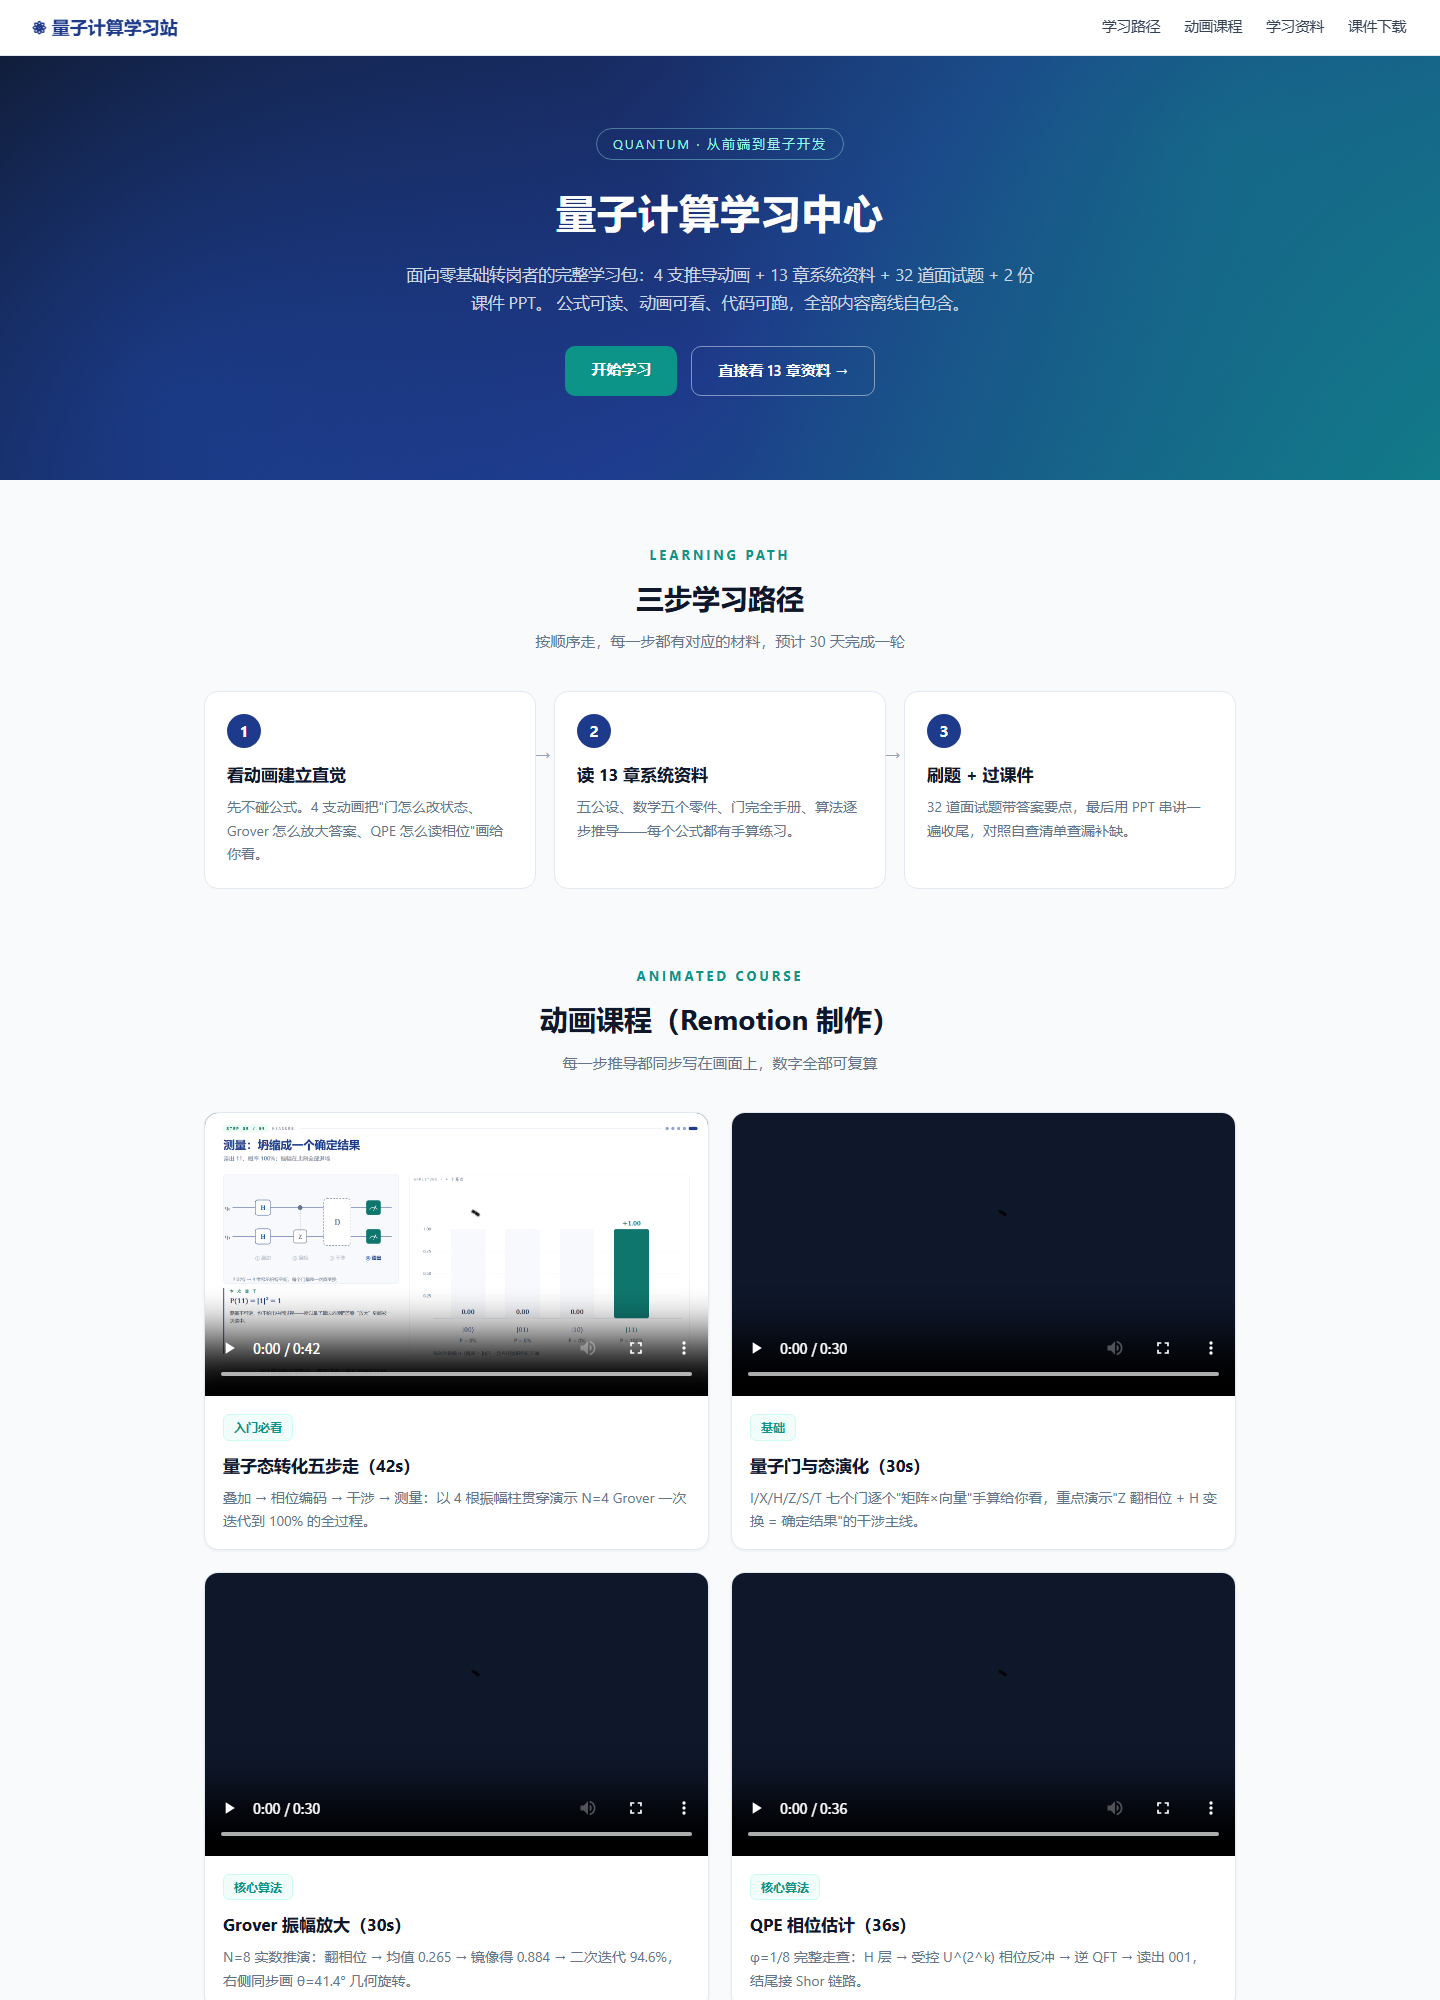 ⚛ 量子计算学习站
学习路径 动画课程 学习资料 课件下载
QUANTUM · 从前端到量子开发
量子计算学习中心
面向零基础转岗者的完整学习包：4 支推导动画 + 13 章系统资料 + 32 道面试题 + 2 份
课件 PPT。 公式可读、动画可看、代码可跑，全部内容离线自包含。
开始学习
直接看 13 章资料 →
LEARNING PATH
三步学习路径
按顺序走，每一步都有对应的材料，预计 30 天完成一轮
1
看动画建立直觉
先不碰公式。4 支动画把"门怎么改状态、
Grover 怎么放大答案、QPE 怎么读相位"画给
你看。
→
2
读 13 章系统资料
五公设、数学五个零件、门完全手册、算法逐
步推导——每个公式都有手算练习。
→
3
刷题 + 过课件
32 道面试题带答案要点，最后用 PPT 串讲一
遍收尾，对照自查清单查漏补缺。
ANIMATED COURSE
动画课程（Remotion 制作）
每一步推导都同步写在画面上，数字全部可复算
测量：坍缩成一个确定结果
H
Z
D
P(11) = |1|² = 1
+1.00
0.00 0.00 0.00
|00⟩ |01⟩ |10⟩ |11⟩
0:00 / 0:42
入门必看
量子态转化五步走（42s）
叠加 → 相位编码 → 干涉 → 测量：以 4 根振幅柱贯穿演示 N=4 Grover 一次
迭代到 100% 的全过程。
0:00 / 0:30
基础
量子门与态演化（30s）
I/X/H/Z/S/T 七个门逐个"矩阵×向量"手算给你看，重点演示"Z 翻相位 + H 变
换 = 确定结果"的干涉主线。
0:00 / 0:30
核心算法
Grover 振幅放大（30s）
N=8 实数推演：翻相位 → 均值 0.265 → 镜像得 0.884 → 二次迭代 94.6%，
右侧同步画 θ=41.4° 几何旋转。
0:00 / 0:36
核心算法
QPE 相位估计（36s）
φ=1/8 完整走查：H 层 → 受控 U^(2^k) 相位反冲 → 逆 QFT → 读出 001，
结尾接 Shor 链路。